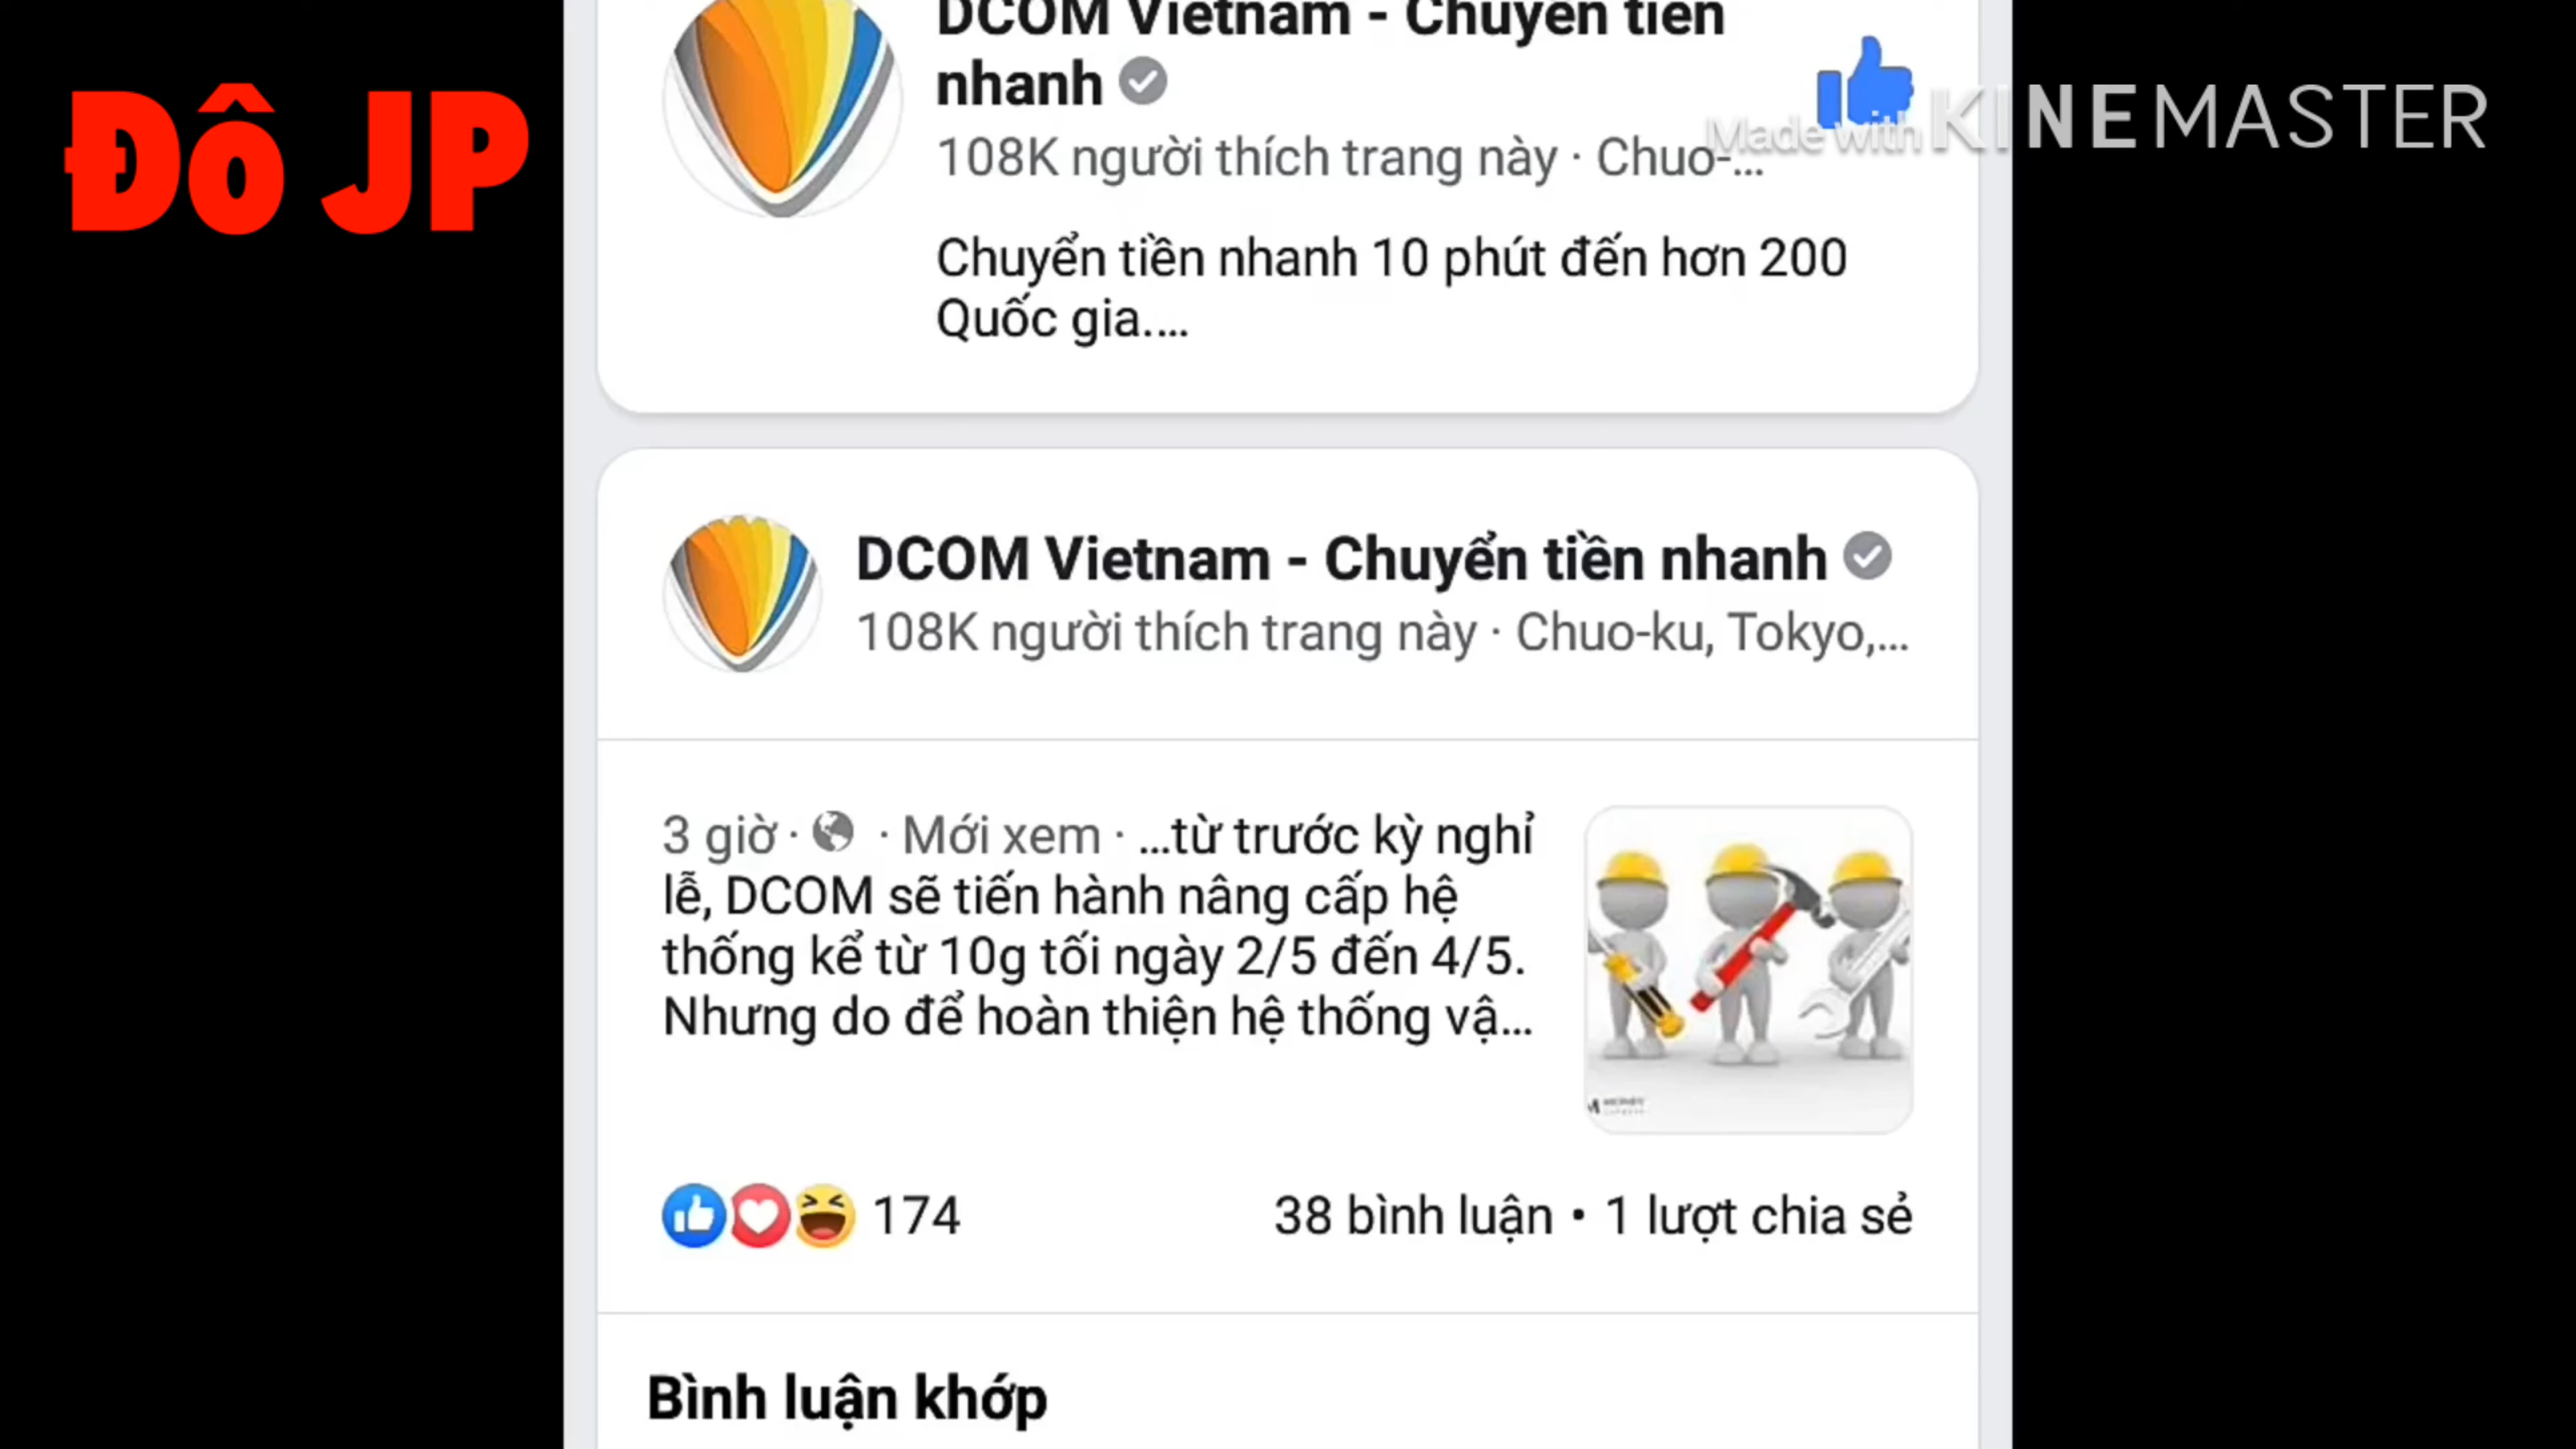 Đô JP
DCOM Vietnam - Chuyển tiền
nhanh
108K người thích trang này · Chuo-...
Made with KINEMASTER
Chuyển tiền nhanh 10 phút đến hơn 200
Quốc gia....
DCOM Vietnam - Chuyển tiền nhanh
108K người thích trang này · Chuo-ku, Tokyo,...
3 giờ · · Mới xem · ...từ trước kỳ nghỉ
lễ, DCOM sẽ tiến hành nâng cấp hệ
thống kể từ 10g tối ngày 2/5 đến 4/5.
Nhưng do để hoàn thiện hệ thống vậ...
174
38 bình luận • 1 lượt chia sẻ
Bình luận khớp